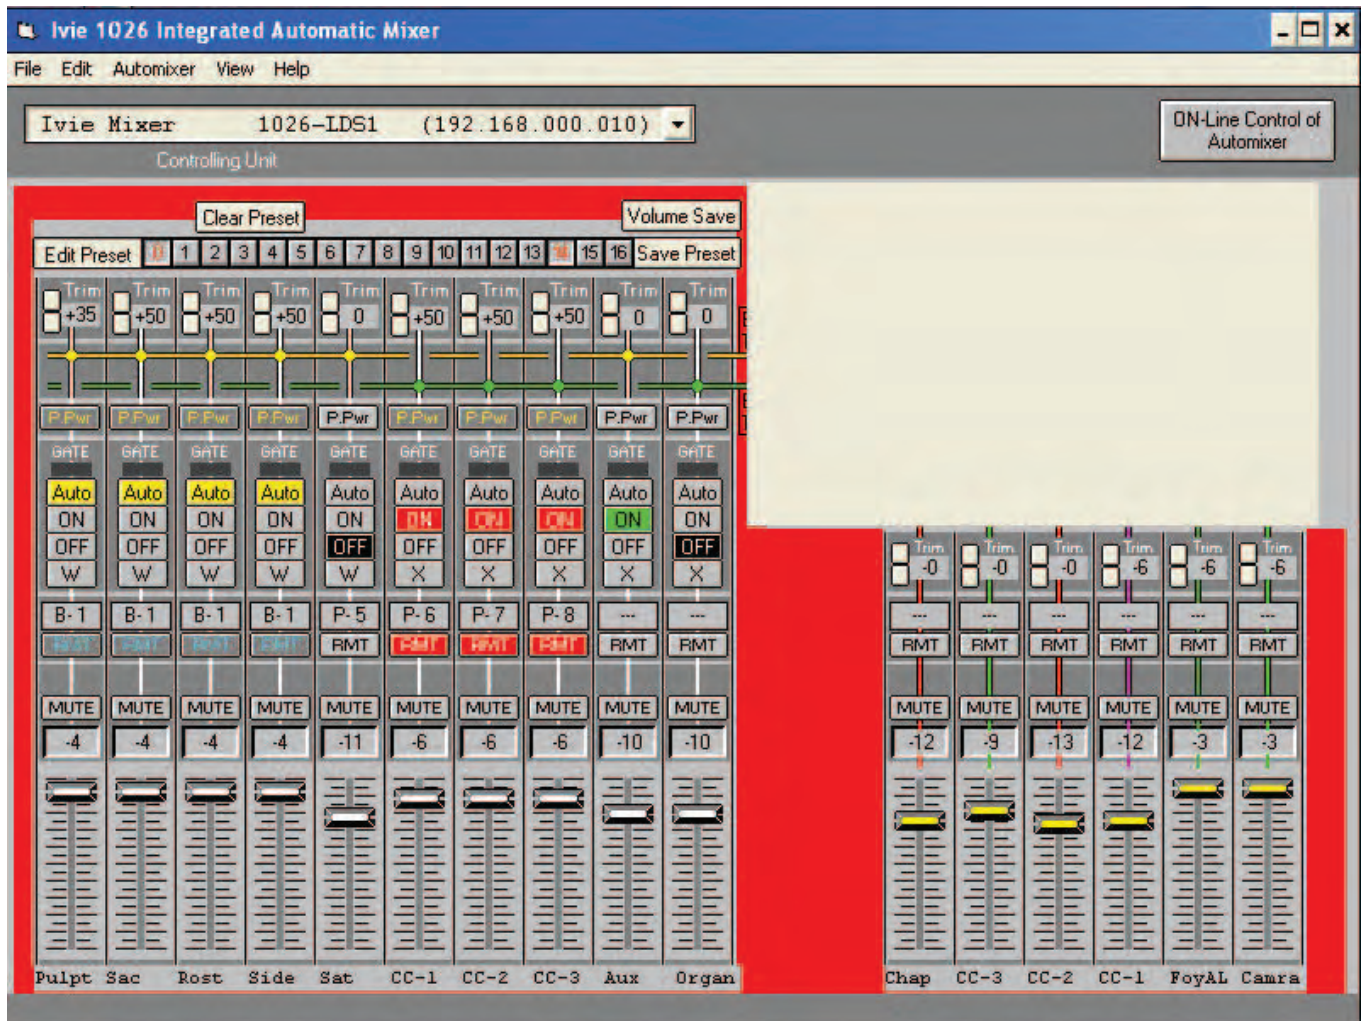 Ivie 1026 Integrated Automatic Mixer
File Edit Automixer View Help
Ivie Mixer 1026-LDS1 (192.168.000.010)
ON-Line Control of
Automixer
Controlling Unit
Clear Preset Volume Save
Edit Preset 1 2 3 4 5 6 7 8 9 10 11 12 13 15 16 Save Preset
Trim Trim Trim Trim Trim Trim Trim Trim Trim Trim
+35 +50 +50 +50 0 +50 +50 +50 0 0
P.Pwr P.Pwr P.Pwr P.Pwr P.Pwr P.Pwr P.Pwr P.Pwr P.Pwr P.Pwr
GATE GATE GATE GATE GATE GATE GATE GATE GATE GATE
Auto Auto Auto Auto Auto Auto Auto Auto Auto Auto
ON ON ON ON ON ON ON ON ON ON
OFF OFF OFF OFF OFF OFF OFF OFF OFF OFF
W W W W W X X X X X
B-1 B-1 B-1 B-1 P-5 P-6 P-7 P-8 --- ---
RMT RMT RMT RMT RMT RMT
MUTE MUTE MUTE MUTE MUTE MUTE MUTE MUTE MUTE MUTE
-4 -4 -4 -4 -11 -6 -6 -6 -10 -10
Pulpt Sac Rost Side Sat CC-1 CC-2 CC-3 Aux Organ
Trim Trim Trim Trim Trim Trim
-0 -0 -0 -6 -6 -6
--- --- --- --- --- ---
RMT RMT RMT RMT RMT RMT
MUTE MUTE MUTE MUTE MUTE MUTE
-12 -9 -13 -12 -3 -3
Chap CC-3 CC-2 CC-1 FoyAL Camra